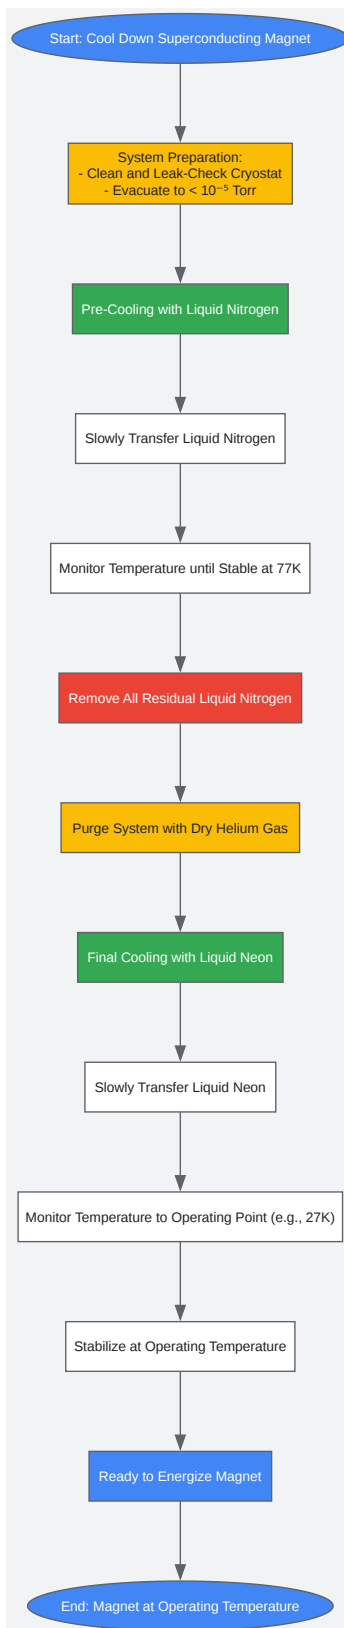 Start: Cool Down Superconducting Magnet
System Preparation:
- Clean and Leak-Check Cryostat
- Evacuate to < 10⁻⁵ Torr
Pre-Cooling with Liquid Nitrogen
Slowly Transfer Liquid Nitrogen
Monitor Temperature until Stable at 77K
Remove All Residual Liquid Nitrogen
Purge System with Dry Helium Gas
Final Cooling with Liquid Neon
Slowly Transfer Liquid Neon
Monitor Temperature to Operating Point (e.g., 27K)
Stabilize at Operating Temperature
Ready to Energize Magnet
End: Magnet at Operating Temperature